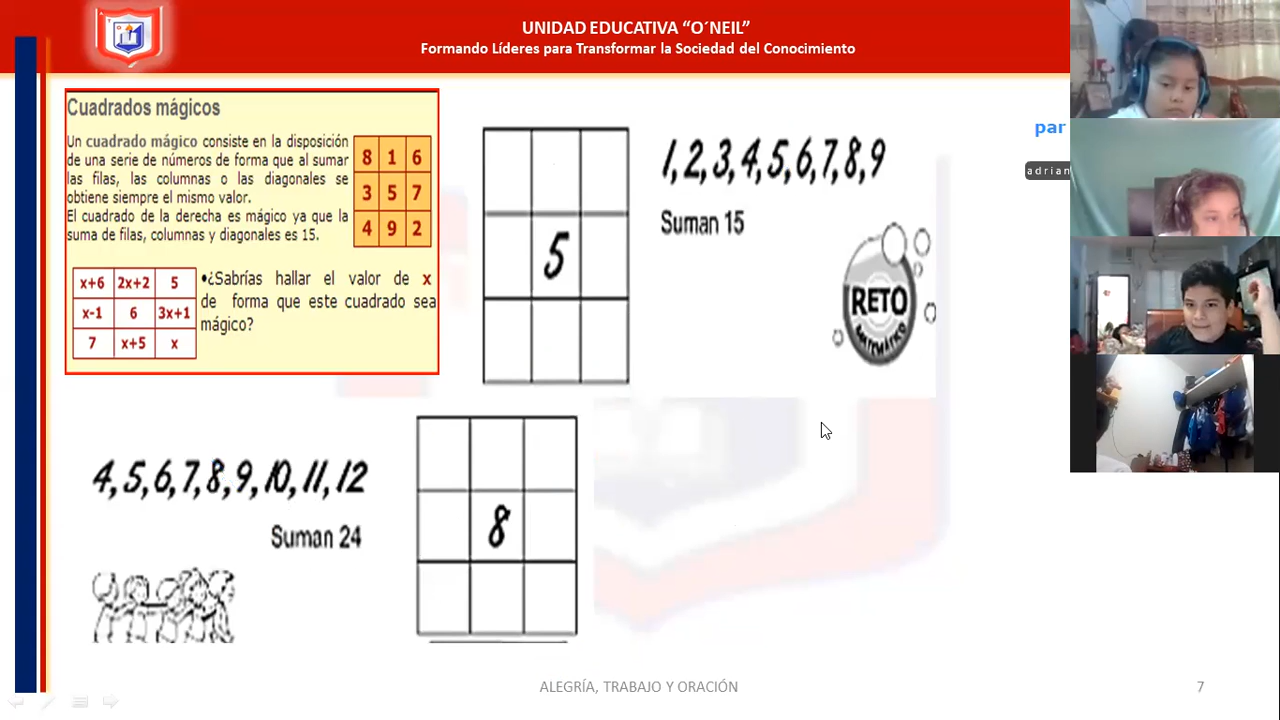 UNIDAD EDUCATIVA “O´NEIL”
Formando Líderes para Transformar la Sociedad del Conocimiento
Cuadrados mágicos
Un cuadrado mágico consiste en la disposición
de una serie de números de forma que al sumar
las filas, las columnas o las diagonales se
obtiene siempre el mismo valor.
El cuadrado de la derecha es mágico ya que la
suma de filas, columnas y diagonales es 15.
8 1 6
3 5 7
4 9 2
x+6 2x+2 5
x-1 6 3x+1
7 x+5 x
•¿Sabrías hallar el valor de x
de forma que este cuadrado sea
mágico?
5
1,2,3,4,5,6,7,8,9
Suman 15
RETO
MATEMÁTICO
par
adrian
4,5,6,7,8,9,10,11,12
Suman 24
8
ALEGRÍA, TRABAJO Y ORACIÓN
7